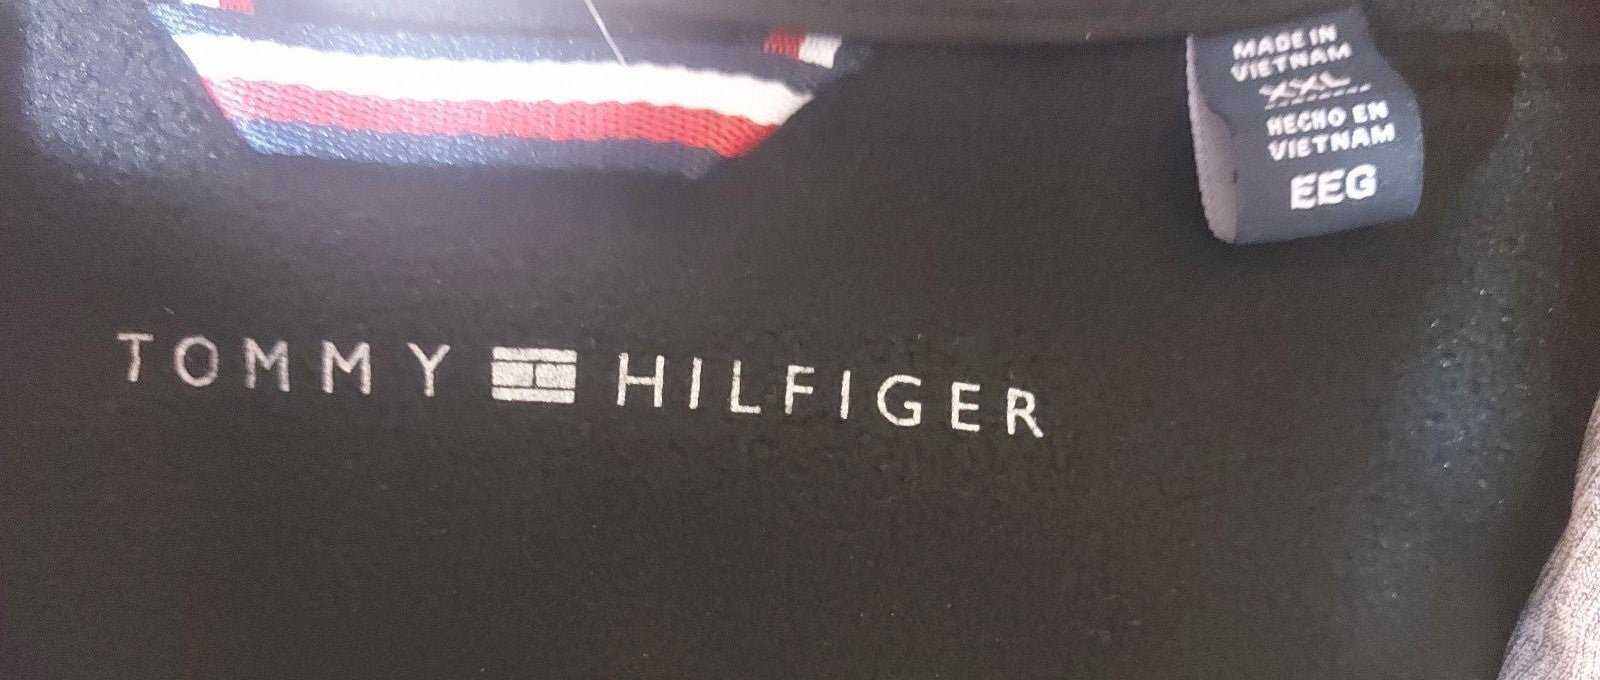 MADE IN
VIETNAM
XXL
HECHO EN
VIETNAM
EEG
TOMMY HILFIGER